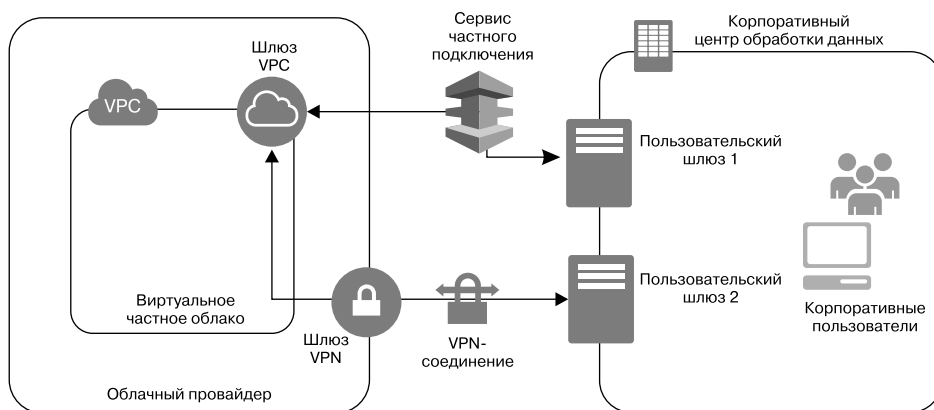 Шлюз
VPC
VPC
Виртуальное
частное облако
Шлюз
VPN
Облачный провайдер
Сервис
частного
подключения
VPN-
соединение
Корпоративный
центр обработки данных
Пользовательский
шлюз 1
Пользовательский
шлюз 2
Корпоративные
пользователи